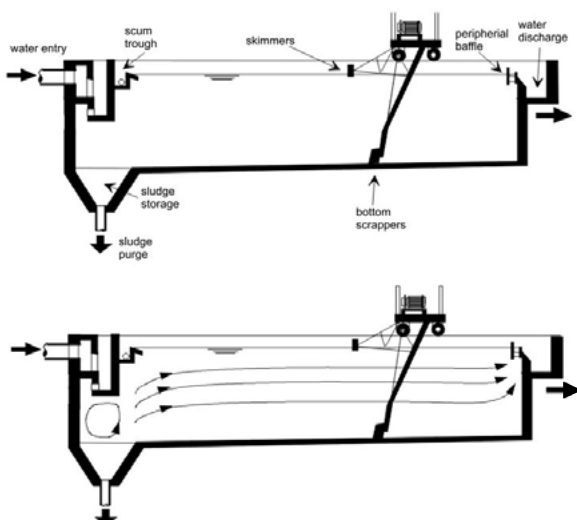 water entry
scum
trough
skimmers
peripherial
baffle
water
discharge
sludge
storage
bottom
scrappers
sludge
purge